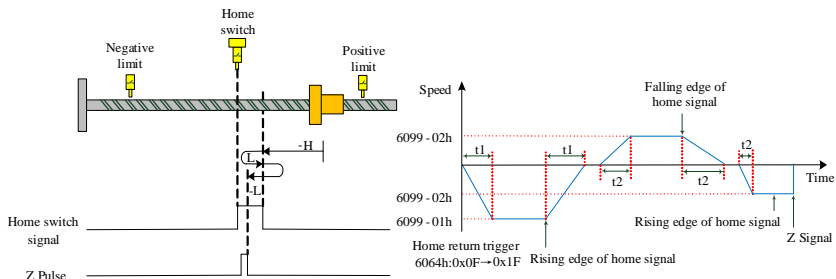 Home
switch
Negative
limit
Positive
limit
-H
L
-L
Home switch
signal
Z Pulse
Speed
Falling edge of
home signal
6099-02h
t1
t1
t2
t2
t2
Time
6099-02h
6099-01h
Rising edge of home signal
Z Signal
Home return trigger
6064h:0x0F→0x1F
Rising edge of home signal